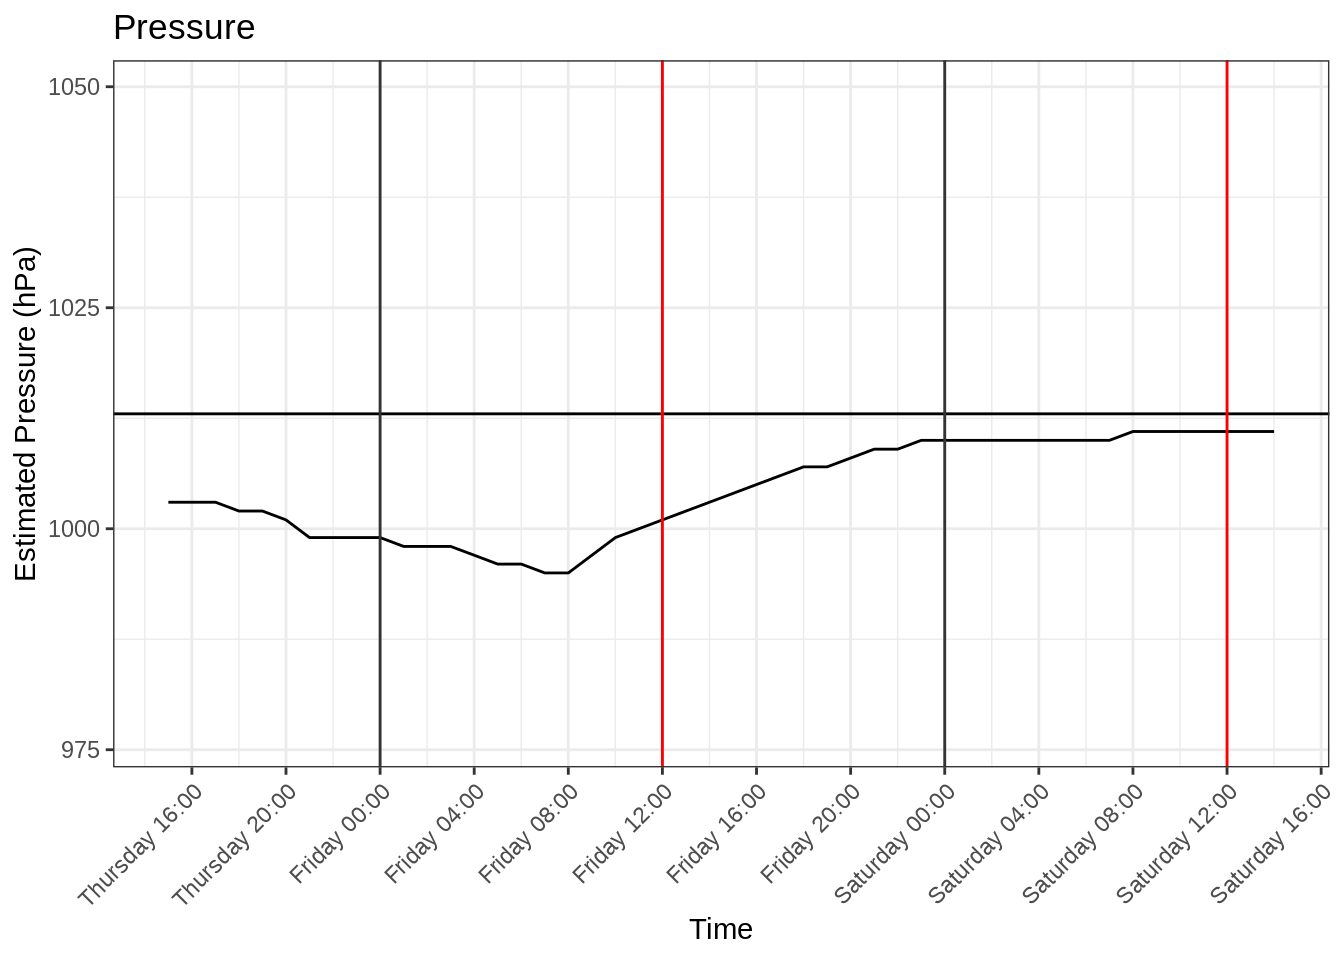 Pressure
Estimated Pressure (hPa)
1050
1025
1000
975
Thursday 16:00
Thursday 20:00
Friday 00:00
Friday 04:00
Friday 08:00
Friday 12:00
Friday 16:00
Friday 20:00
Saturday 00:00
Saturday 04:00
Saturday 08:00
Saturday 12:00
Saturday 16:00
Time